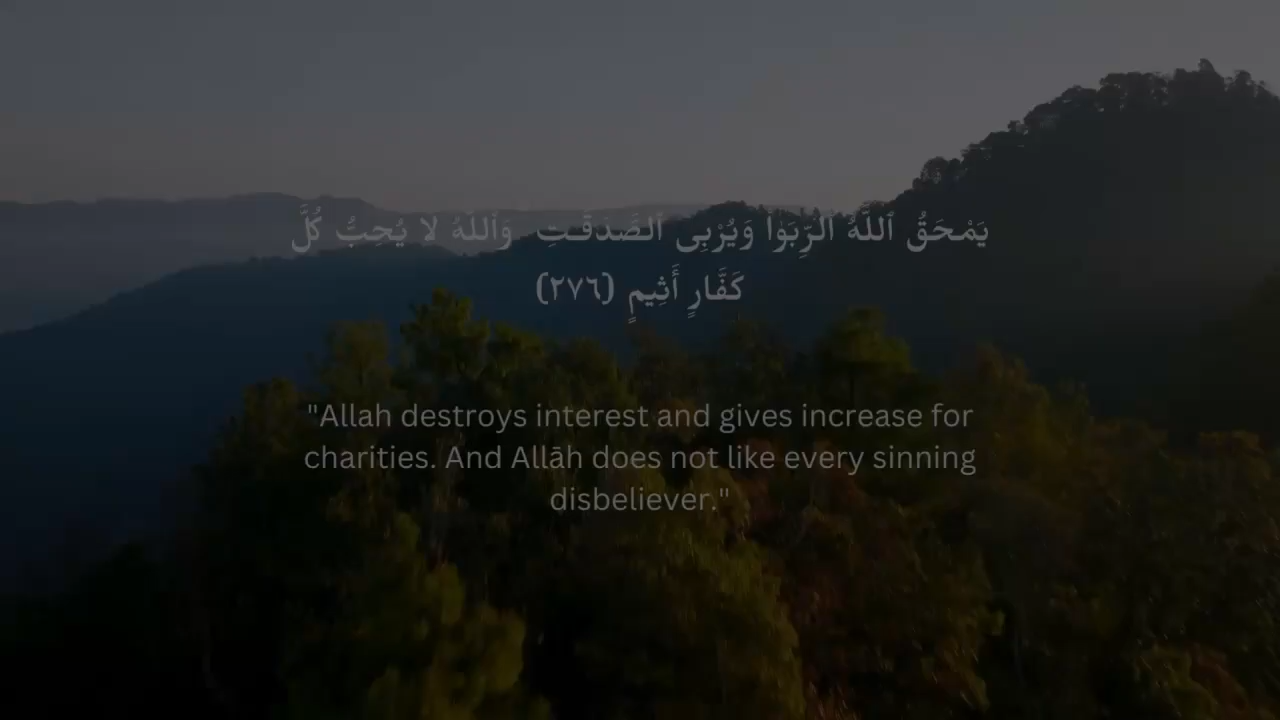 يَمْحَقُ ٱللَّهُ ٱلرِّبَوٰا۟ وَيُرْبِى ٱلصَّدَقَـٰتِ ۗ وَٱللَّهُ لَا يُحِبُّ كُلَّ
كَفَّارٍ أَثِيمٍ (٢٧٦)
"Allah destroys interest and gives increase for
charities. And Allāh does not like every sinning
disbeliever."